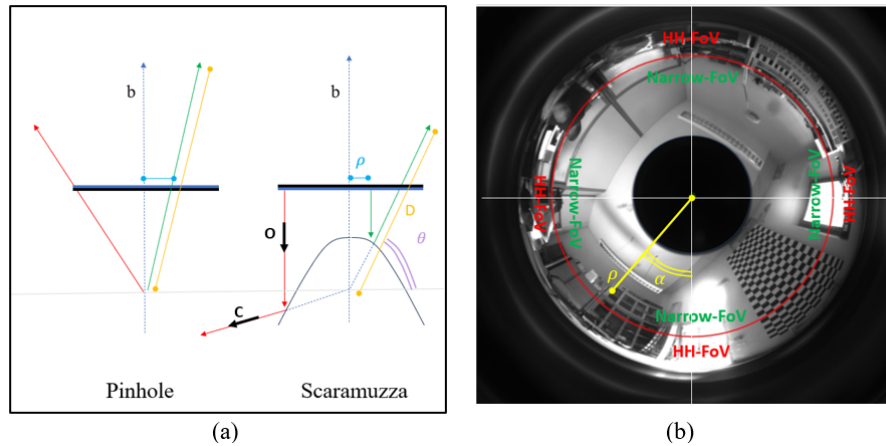 b
b
ρ
D
O
θ
C
Pinhole
Scaramuzza
(a)
HH-FoV
Narrow-FoV
HH-FoV
Narrow-FoV
Narrow-FoV
HH-FoV
ρ
α
Narrow-FoV
HH-FoV
(b)